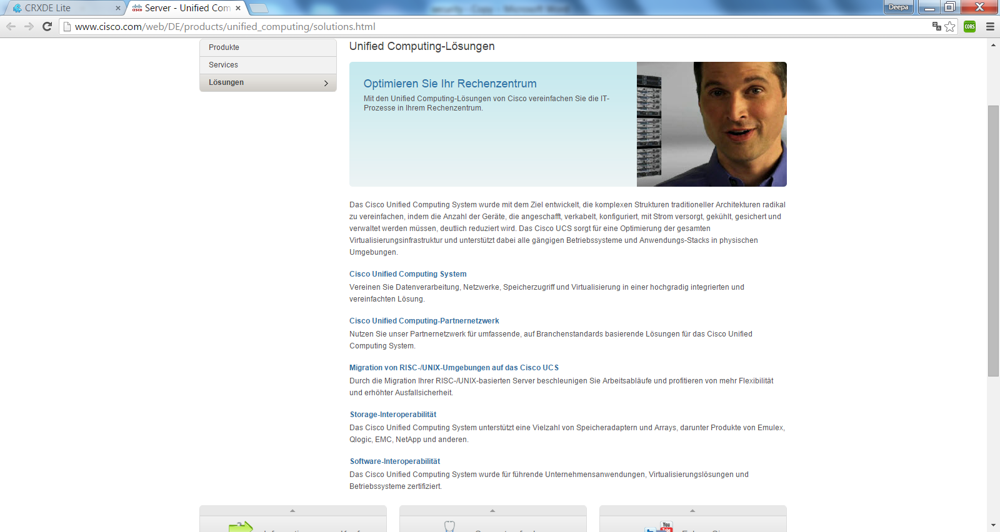 CRXDE Lite
Server - Unified Com
Deepa
www.cisco.com/web/DE/products/unified_computing/solutions.html
CORS
Produkte
Services
Lösungen
Unified Computing-Lösungen
Optimieren Sie Ihr Rechenzentrum
Mit den Unified Computing-Lösungen von Cisco vereinfachen Sie die IT-
Prozesse in Ihrem Rechenzentrum.
Das Cisco Unified Computing System wurde mit dem Ziel entwickelt, die komplexen Strukturen traditioneller Architekturen radikal
zu vereinfachen, indem die Anzahl der Geräte, die angeschafft, verkabelt, konfiguriert, mit Strom versorgt, gekühlt, gesichert und
verwaltet werden müssen, deutlich reduziert wird. Das Cisco UCS sorgt für eine Optimierung der gesamten
Virtualisierungsinfrastruktur und unterstützt dabei alle gängigen Betriebssysteme und Anwendungs-Stacks in physischen
Umgebungen.
Cisco Unified Computing System
Vereinen Sie Datenverarbeitung, Netzwerke, Speicherzugriff und Virtualisierung in einer hochgradig integrierten und
vereinfachten Lösung.
Cisco Unified Computing-Partnernetzwerk
Nutzen Sie unser Partnernetzwerk für umfassende, auf Branchenstandards basierende Lösungen für das Cisco Unified
Computing System.
Migration von RISC-/UNIX-Umgebungen auf das Cisco UCS
Durch die Migration Ihrer RISC-/UNIX-basierten Server beschleunigen Sie Arbeitsabläufe und profitieren von mehr Flexibilität
und erhöhter Ausfallsicherheit.
Storage-Interoperabilität
Das Cisco Unified Computing System unterstützt eine Vielzahl von Speicheradaptern und Arrays, darunter Produkte von Emulex,
Qlogic, EMC, NetApp und anderen.
Software-Interoperabilität
Das Cisco Unified Computing System wurde für führende Unternehmensanwendungen, Virtualisierungslösungen und
Betriebssysteme zertifiziert.
You